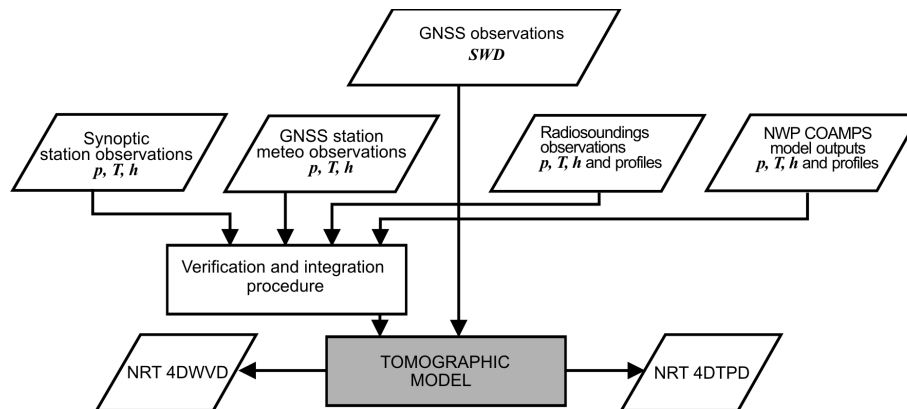 GNSS observations
SWD
Synoptic
station observations
p, T, h
GNSS station
meteo observations
p, T, h
Radiosoundings
observations
p, T, h and profiles
NWP COAMPS
model outputs
p, T, h and profiles
Verification and integration
procedure
NRT 4DWVD
TOMOGRAPHIC
MODEL
NRT 4DTPD